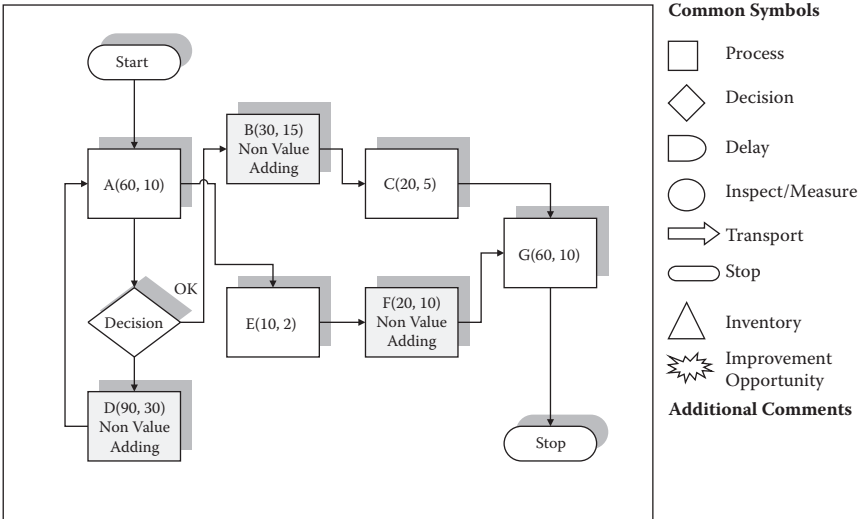 Start
A(60, 10)
B(30, 15)
Non Value
Adding
C(20, 5)
G(60, 10)
OK
Decision
E(10, 2)
F(20, 10)
Non Value
Adding
D(90, 30)
Non Value
Adding
Stop
Common Symbols
Process
Decision
Delay
Inspect/Measure
Transport
Stop
Inventory
Improvement
Opportunity
Additional Comments